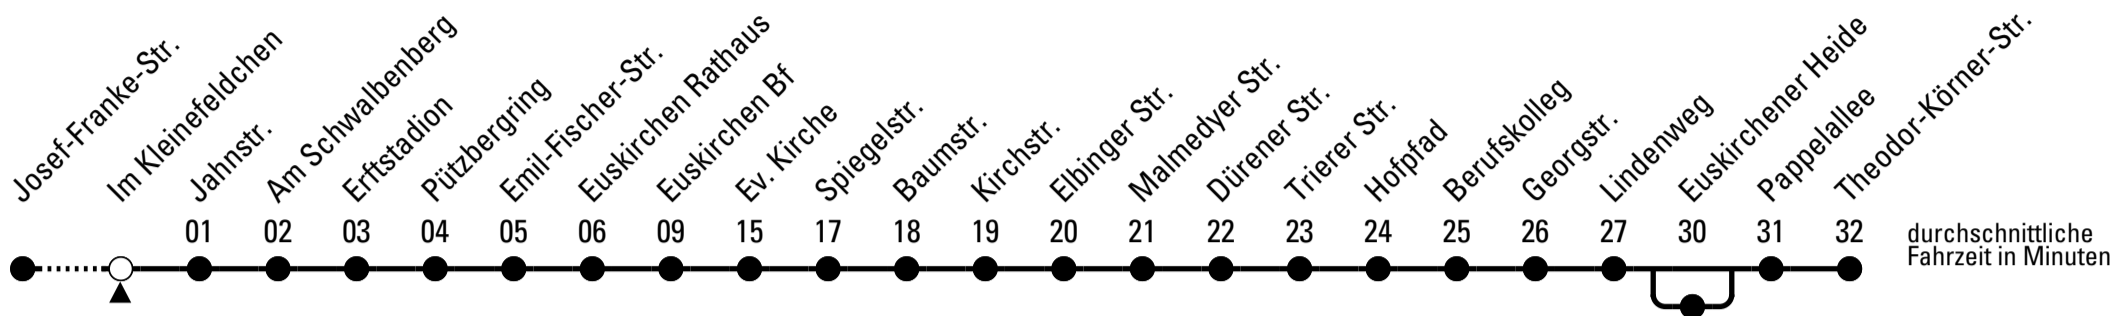 Josef-Franke-Str.
Im Kleinefeldchen
Jahnstr.
Am Schwalbenberg
Erftstadion
Pützbergring
Emil-Fischer-Str.
Euskirchen Rathaus
Euskirchen Bf
Ev. Kirche
Spiegelstr.
Baumstr.
Kirchstr.
Elbinger Str.
Malmedyer Str.
Dürener Str.
Trierer Str.
Hofpfad
Berufskolleg
Georgstr.
Lindenweg
Euskirchener Heide
Pappelallee
Theodor-Körner-Str.
01 02 03 04 05 06 09 15 17 18 19 20 21 22 23 24 25 26 27 30 31 32
durchschnittliche
Fahrzeit in Minuten